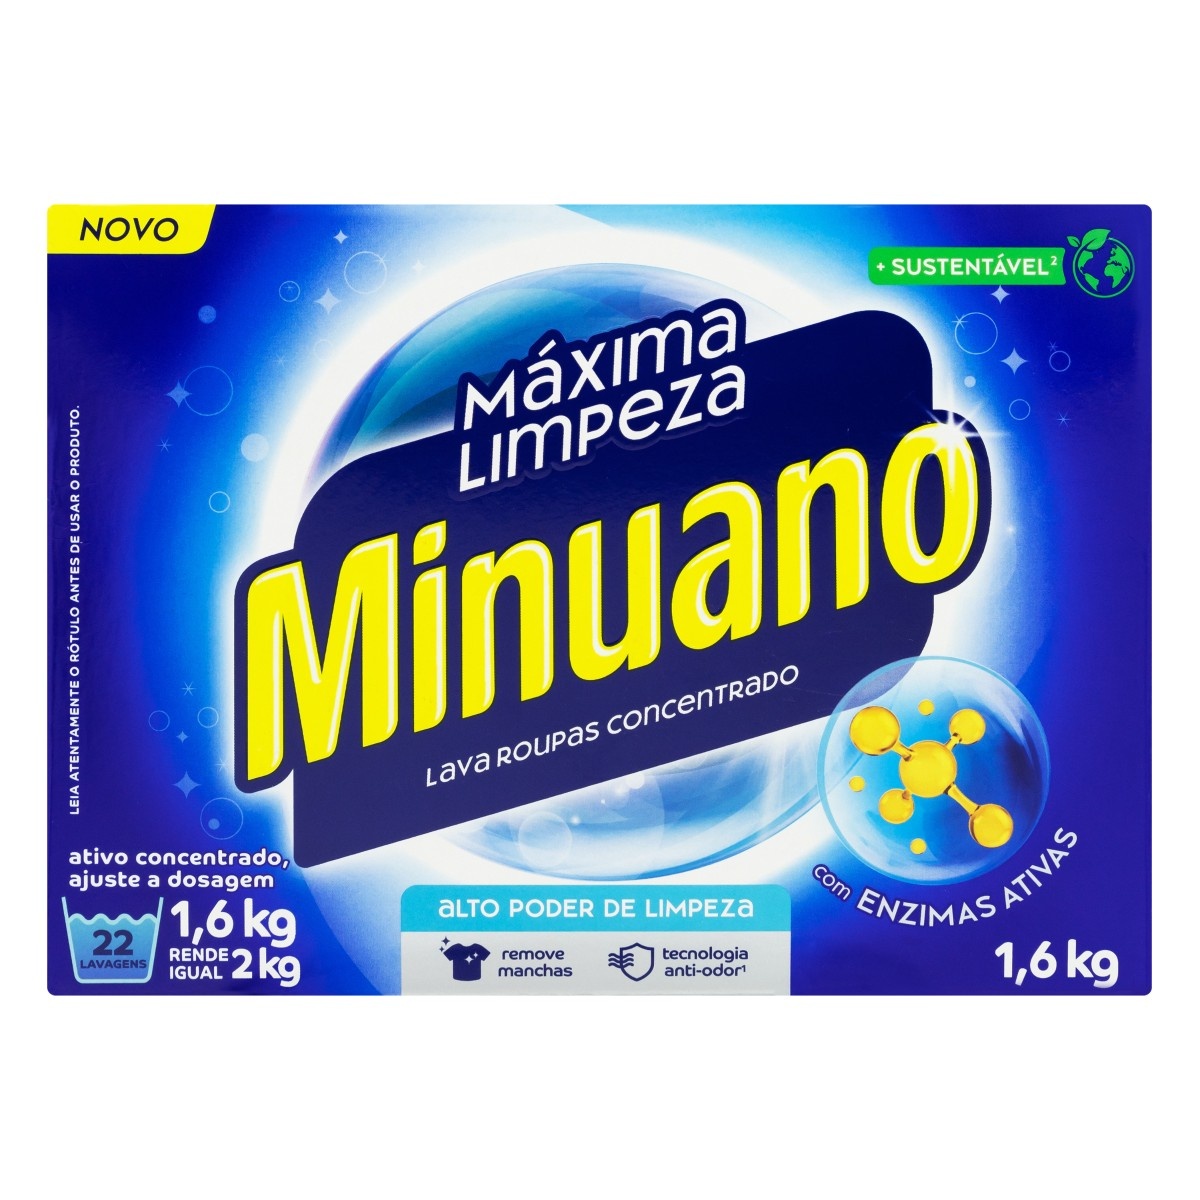 NOVO
+ SUSTENTÁVEL²
Máxima
Limpeza
Minuano
Lava Roupas Concentrado
LEIA ATENTAMENTE O RÓTULO ANTES DE USAR O PRODUTO.
ativo concentrado,
ajuste a dosagem
22
LAVAGENS
1,6 kg
RENDE
IGUAL 2 kg
ALTO PODER DE LIMPEZA
remove
manchas
tecnologia
anti-odor¹
com ENZIMAS ATIVAS
1,6 kg